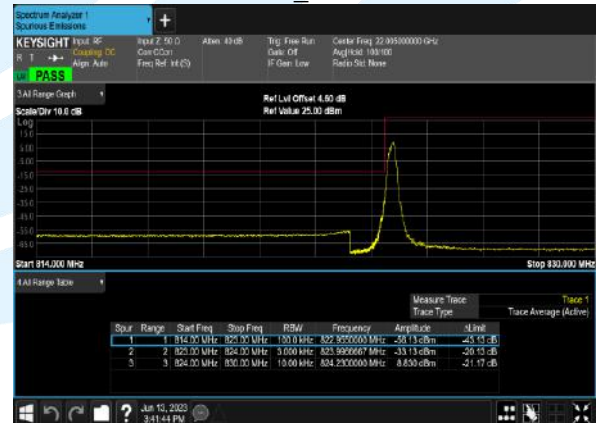 Spectrum Analyzer 1
Spurious Emissions
KEYSIGHT Input: RF
Coupling: DC
Align: Auto
Input Z: 50 Ω
Corr CCorr
Freq Ref: Int (S)
Atten: 40 dB
Trig: Free Run
Gate: Off
IF Gain: Low
Center Freq: 22.005000000 GHz
Avg|Hold: 100/100
Radio Std: None
PASS
3 All Range Graph
Scale/Div 10.0 dB
Ref Lvl Offset 4.60 dB
Ref Value 25.00 dBm
Log
15.0
5.00
-5.00
-15.0
-25.0
-35.0
-45.0
-55.0
-65.0
Start 814.000 MHz
Stop 830.000 MHz
4 All Range Table
Measure Trace Trace 1
Trace Type Trace Average (Active)
Spur Range Start Freq Stop Freq RBW Frequency Amplitude ΔLimit
1 1 814.00 MHz 823.00 MHz 100.0 kHz 822.9550000 MHz -56.13 dBm -43.13 dB
2 2 823.00 MHz 824.00 MHz 3.000 kHz 823.9966667 MHz -33.13 dBm -20.13 dB
3 3 824.00 MHz 830.00 MHz 10.00 kHz 824.2300000 MHz 8.830 dBm -21.17 dB
?
Jun 13, 2023
3:41:44 PM